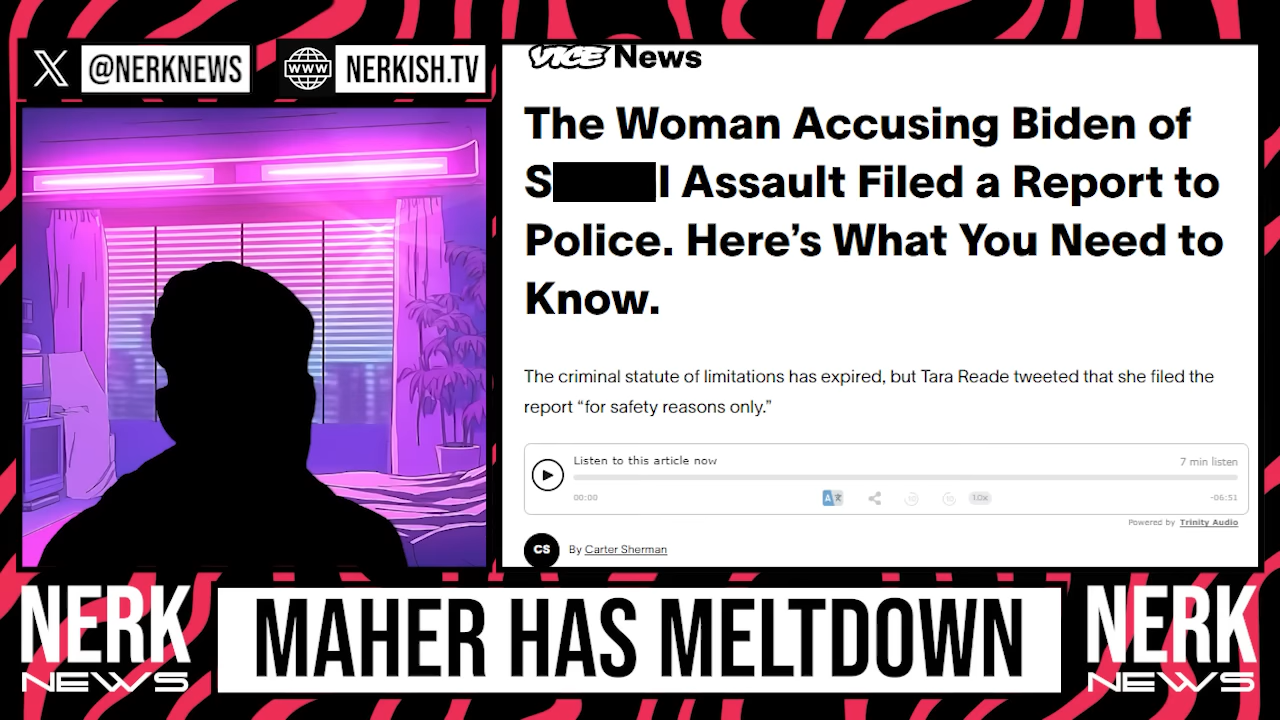 @NERKNEWS
WWW
NERKISH.TV
VICE News
The Woman Accusing Biden of
S l Assault Filed a Report to
Police. Here’s What You Need to
Know.
The criminal statute of limitations has expired, but Tara Reade tweeted that she filed the
report “for safety reasons only.”
Listen to this article now
7 min listen
00:00
A
10
10
1.0x
-06:51
Powered by Trinity Audio
CS
By Carter Sherman
NERK
NEWS
MAHER HAS MELTDOWN
NERK
NEWS